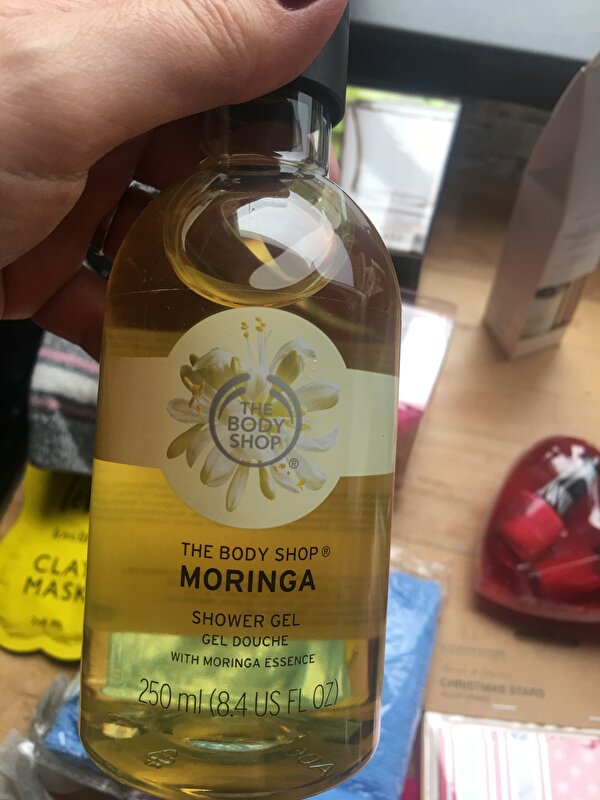 THE
BODY
SHOP
®
THE BODY SHOP®
MORINGA
SHOWER GEL
GEL DOUCHE
WITH MORINGA ESSENCE
250 ml (8.4 US FL OZ)
CLAY
MASK
CHRISTMAS STARS